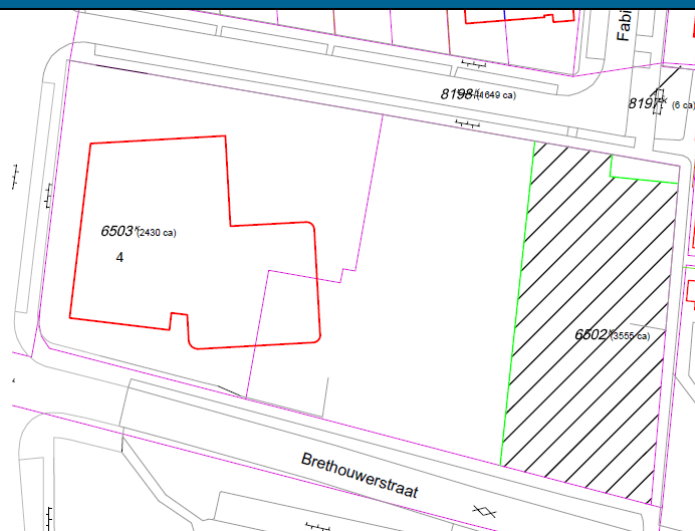 Fabi
8198 (4649 ca)
8197 (6 ca)
6503 (2430 ca)
4
6502 (3555 ca)
Brethouwerstraat